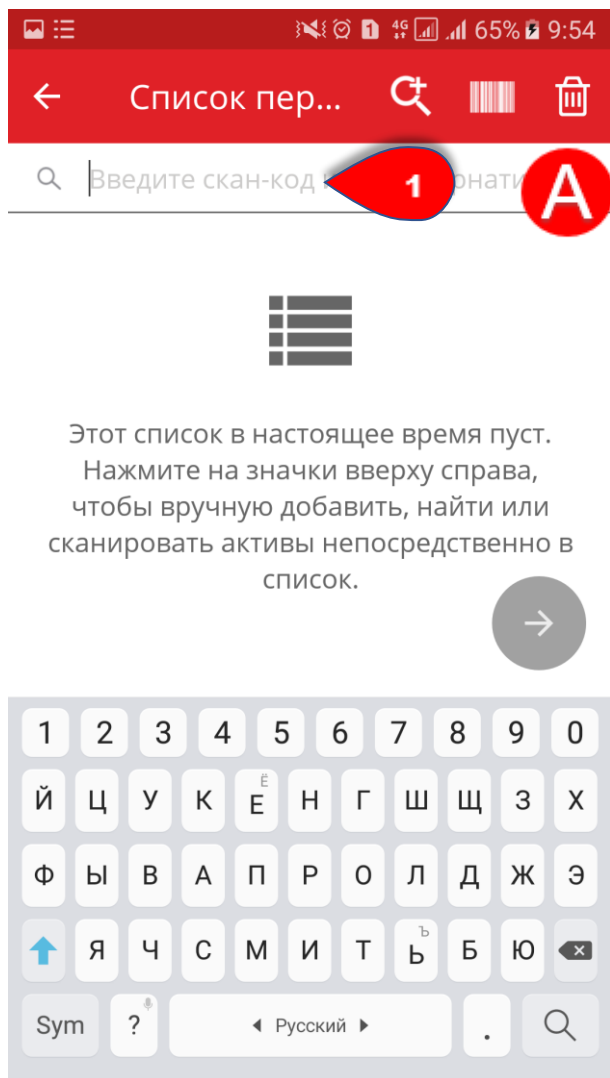 4G 1 65% 9:54
Список пер...
Введите скан-код
1
A
Этот список в настоящее время пуст.
Нажмите на значки вверху справа,
чтобы вручную добавить, найти или
сканировать активы непосредственно в
список.
1 2 3 4 5 6 7 8 9 0
Й Ц У К Е Ё Н Г Ш Щ З Х
Ф Ы В А П Р О Л Д Ж Э
Я Ч С М И Т Ь Ъ Б Ю
Sym ? Русский .